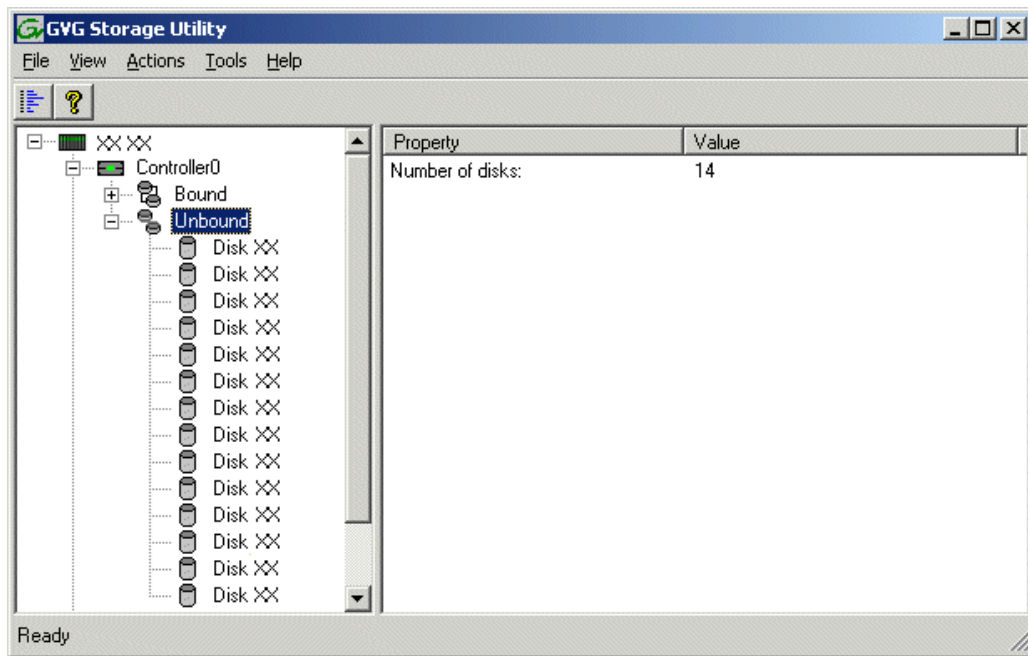 GVG Storage Utility
File View Actions Tools Help
XX XX
Controller0
Bound
Unbound
Disk XX
Disk XX
Disk XX
Disk XX
Disk XX
Disk XX
Disk XX
Disk XX
Disk XX
Disk XX
Disk XX
Disk XX
Disk XX
Disk XX
Property Value
Number of disks: 14
Ready